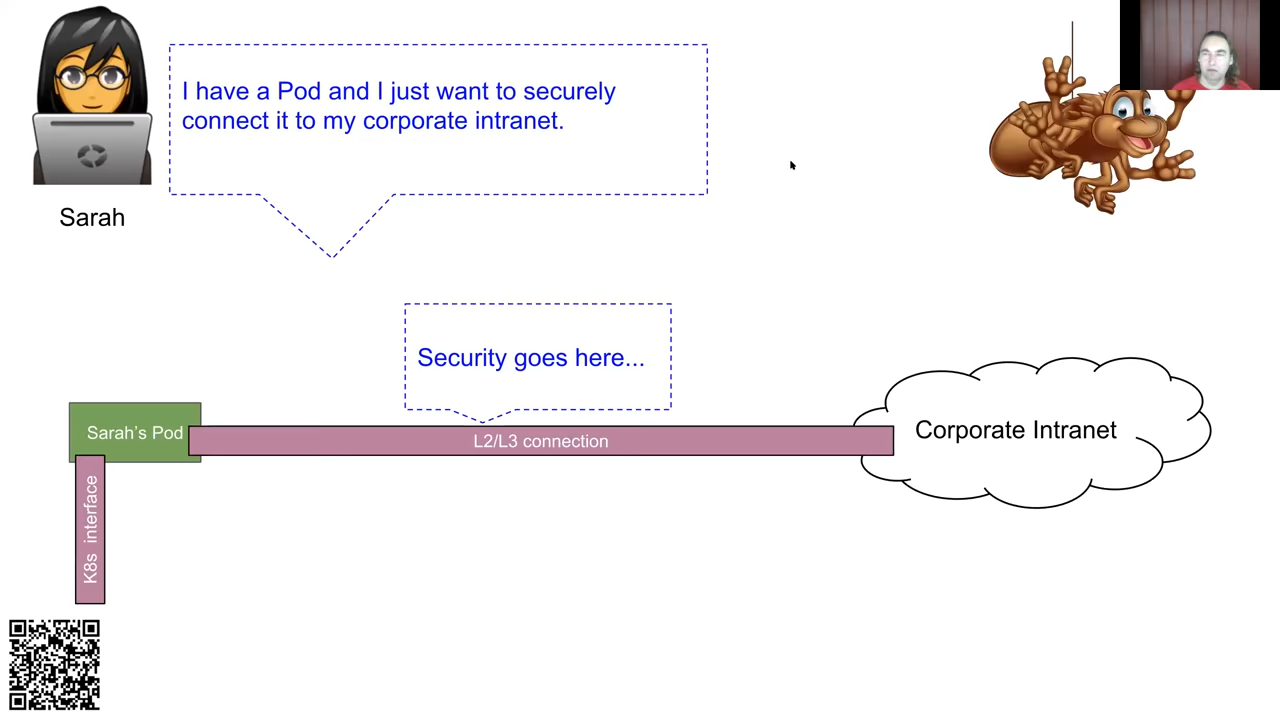 I have a Pod and I just want to securely
connect it to my corporate intranet.
Sarah
Security goes here...
Sarah's Pod
L2/L3 connection
Corporate Intranet
K8s interface